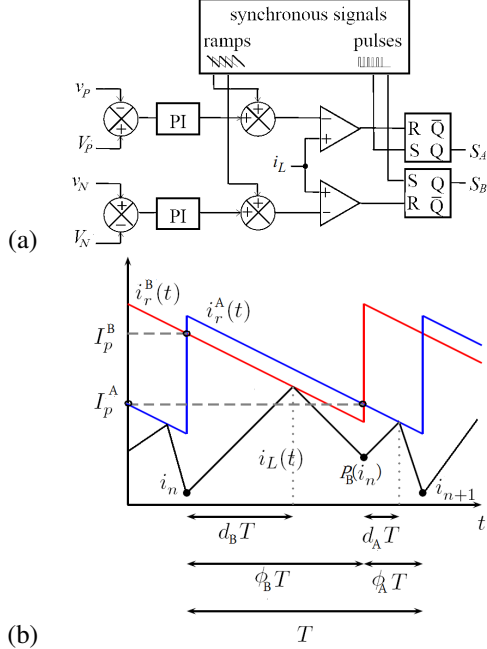 synchronous signals
ramps pulses
v_P
− +
V_P
PI
+ +
−
+
R Q̅
S Q
S_A
i_L
v_N
+ −
V_N
PI
+ +
+
−
S Q
R Q̅
S_B
(a)
i_r^B(t)
i_r^A(t)
I_p^B
I_p^A
i_n
i_L(t)
P_B(i_n)
i_{n+1}
t
d_B T
d_A T
ϕ_B T
ϕ_A T
T
(b)